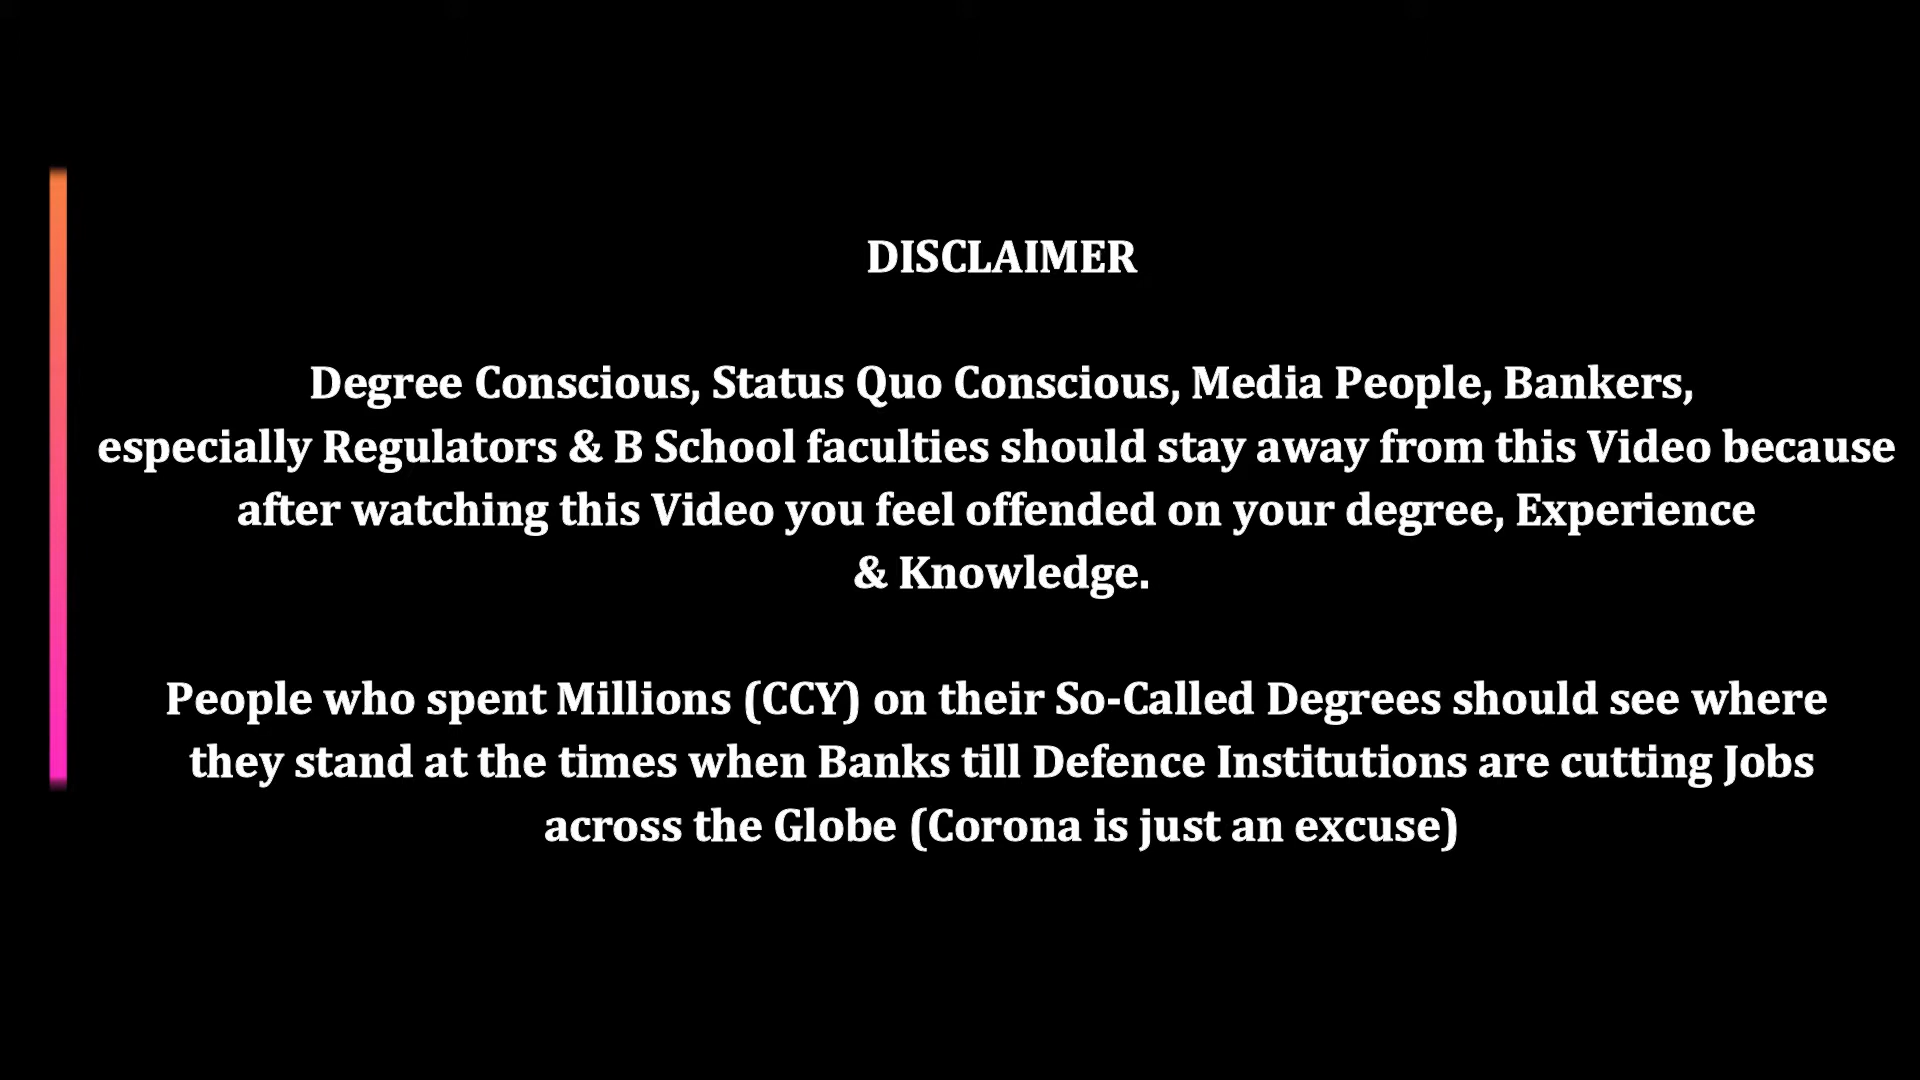 DISCLAIMER
Degree Conscious, Status Quo Conscious, Media People, Bankers,
especially Regulators & B School faculties should stay away from this Video because
after watching this Video you feel offended on your degree, Experience
& Knowledge.
People who spent Millions (CCY) on their So-Called Degrees should see where
they stand at the times when Banks till Defence Institutions are cutting Jobs
across the Globe (Corona is just an excuse)